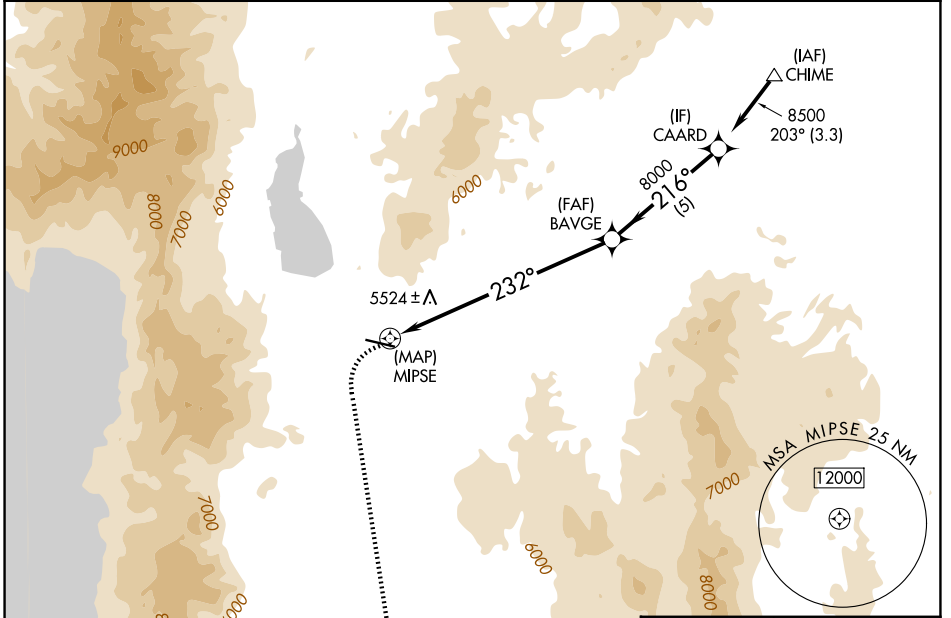 (IAF)
CHIME
8500
203° (3.3)
(IF)
CAARD
8000
216°
(5)
(FAF)
BAVGE
232°
5524 ±
(MAP)
MIPSE
9000
8000
7000
6000
6000
7000
6000
6000
7000
8000
MSA MIPSE 25 NM
12000